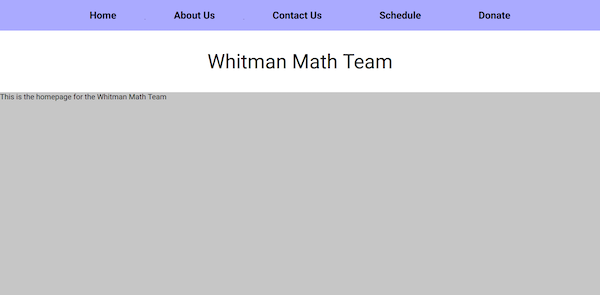 Home About Us Contact Us Schedule Donate
Whitman Math Team
This is the homepage for the Whitman Math Team